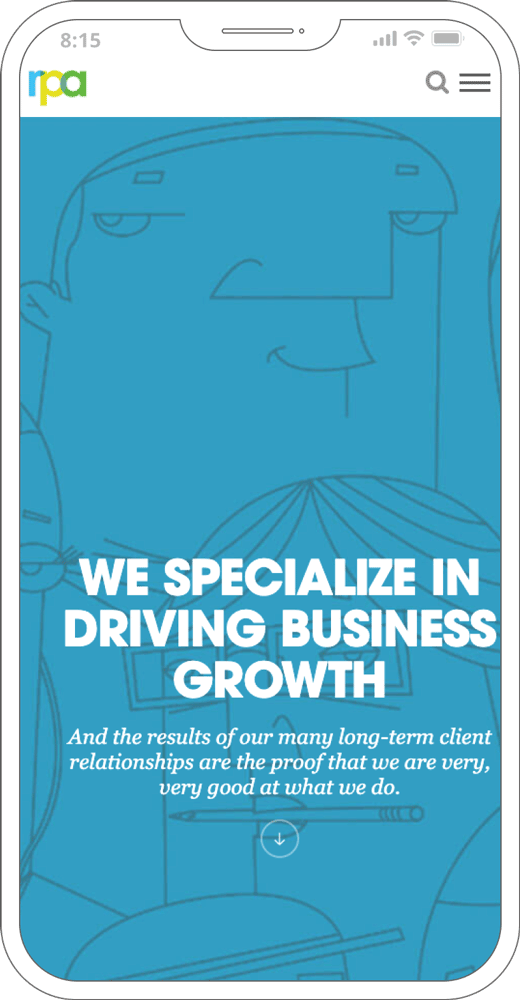 8:15
rpa
WE SPECIALIZE IN
DRIVING BUSINESS
GROWTH
And the results of our many long-term client
relationships are the proof that we are very,
very good at what we do.